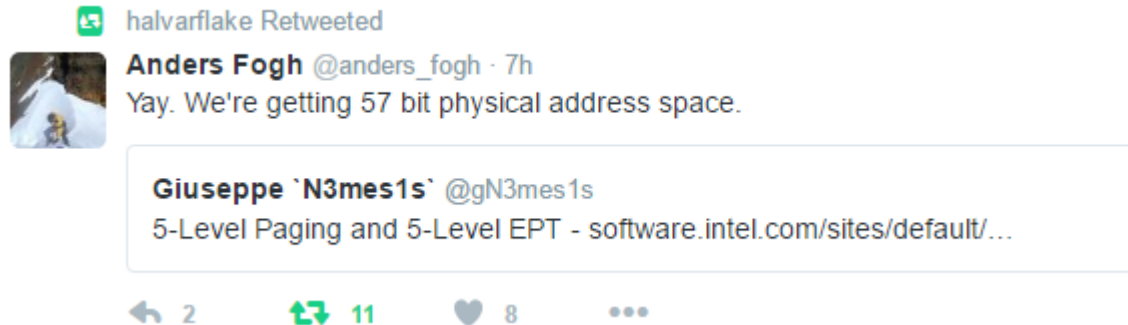 halvarflake Retweeted
Anders Fogh @anders_fogh · 7h
Yay. We're getting 57 bit physical address space.
Giuseppe `N3mes1s` @gN3mes1s
5-Level Paging and 5-Level EPT - software.intel.com/sites/default/…
2 11 8